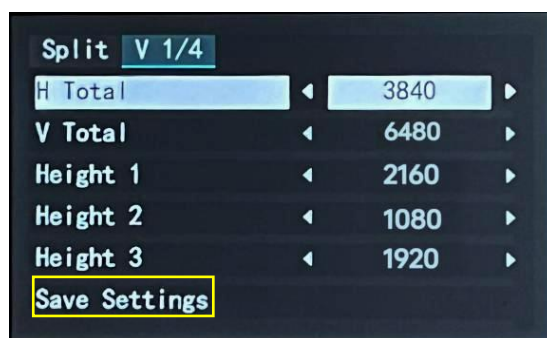 Split V 1/4
H Total 3840
V Total 6480
Height 1 2160
Height 2 1080
Height 3 1920
Save Settings